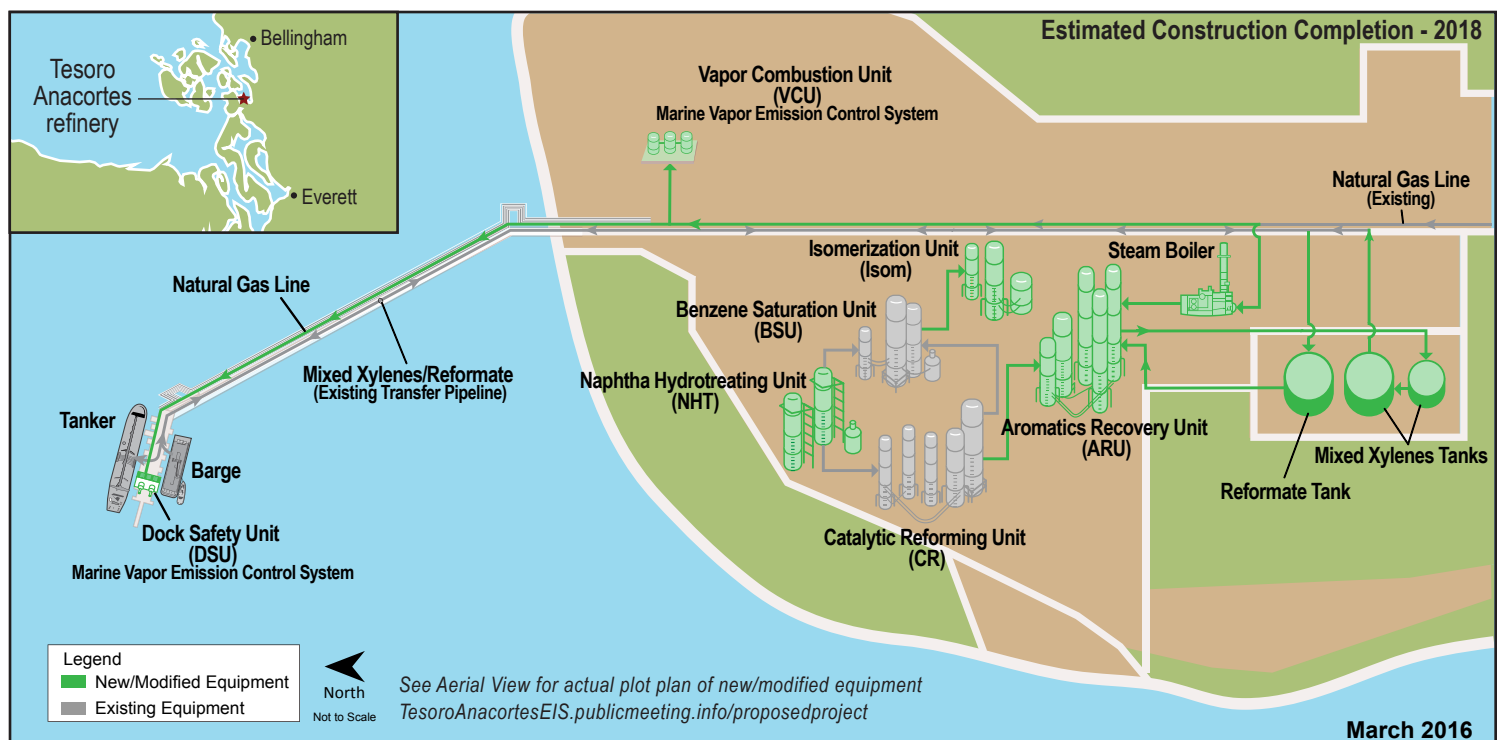 Estimated Construction Completion - 2018
Bellingham
Tesoro
Anacortes
refinery
Everett
Vapor Combustion Unit
(VCU)
Marine Vapor Emission Control System
Natural Gas Line
(Existing)
Isomerization Unit
(Isom)
Steam Boiler
Natural Gas Line
Benzene Saturation Unit
(BSU)
Mixed Xylenes/Reformate
(Existing Transfer Pipeline)
Naphtha Hydrotreating Unit
(NHT)
Tanker
Barge
Aromatics Recovery Unit
(ARU)
Mixed Xylenes Tanks
Reformate Tank
Dock Safety Unit
(DSU)
Marine Vapor Emission Control System
Catalytic Reforming Unit
(CR)
Legend
New/Modified Equipment
Existing Equipment
North
Not to Scale
See Aerial View for actual plot plan of new/modified equipment
TesoroAnacortesEIS.publicmeeting.info/proposedproject
March 2016